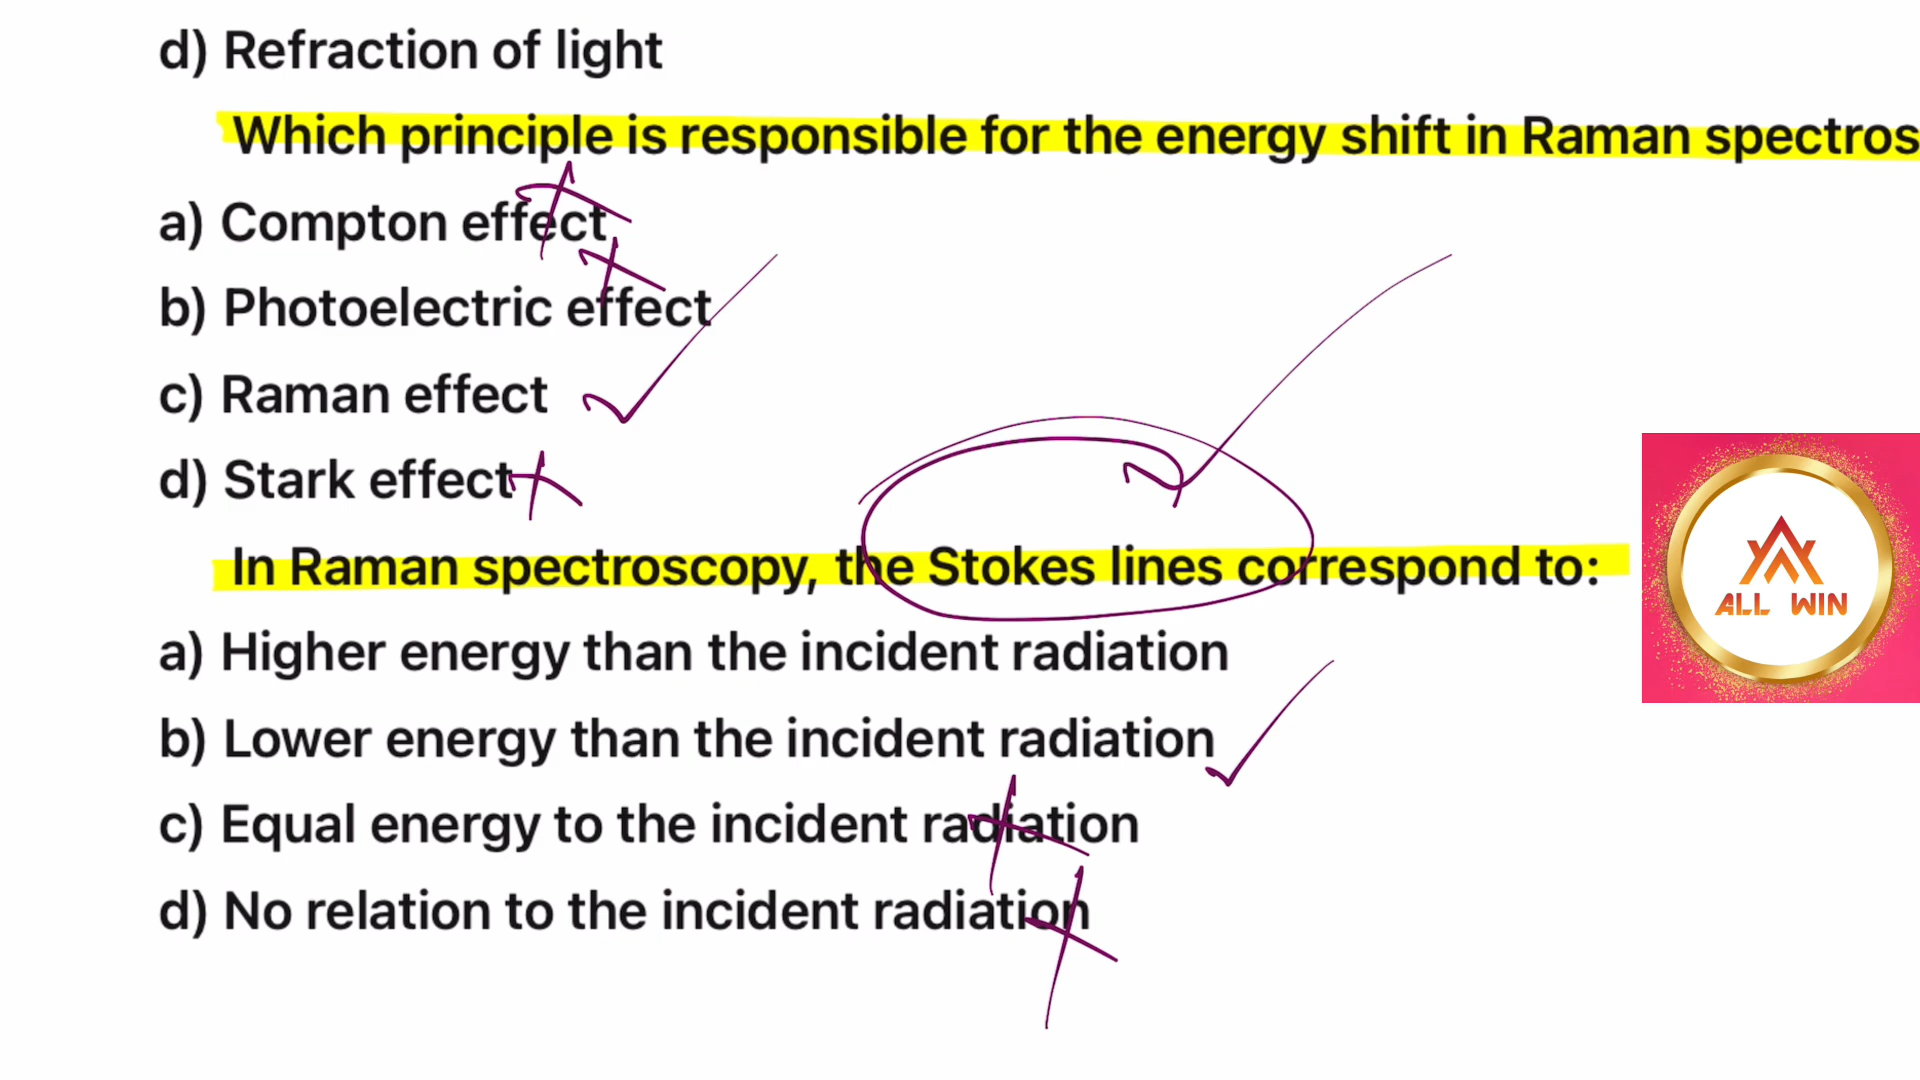 d) Refraction of light
Which principle is responsible for the energy shift in Raman spectros
a) Compton effect
b) Photoelectric effect
c) Raman effect
d) Stark effect
In Raman spectroscopy, the Stokes lines correspond to:
a) Higher energy than the incident radiation
b) Lower energy than the incident radiation
c) Equal energy to the incident radiation
d) No relation to the incident radiation
ALL WIN